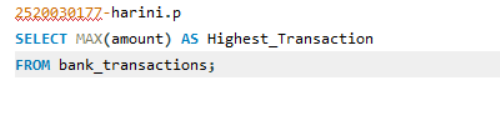 2520030177-harini.p
SELECT MAX(amount) AS Highest_Transaction
FROM bank_transactions;